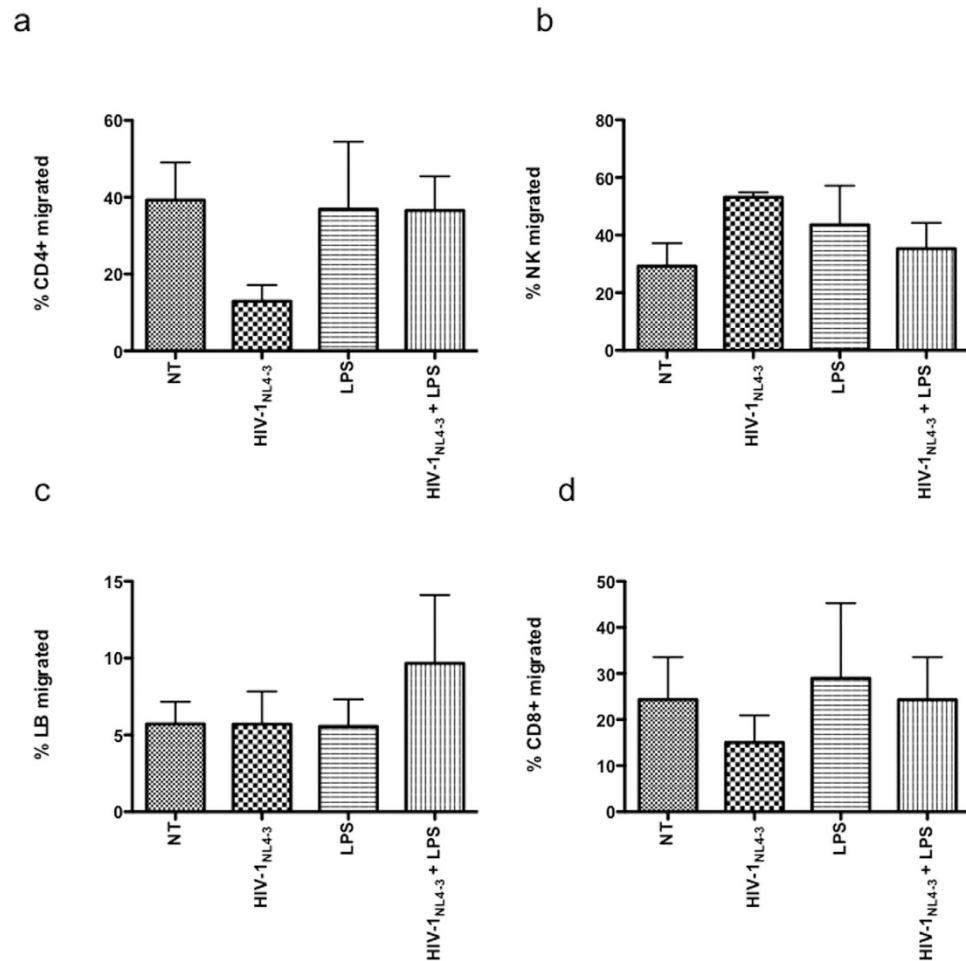 a
% CD4+ migrated
60
40
20
0
NT
HIV-1NL4-3
LPS
HIV-1NL4-3 + LPS
b
% NK migrated
80
60
40
20
0
NT
HIV-1NL4-3
LPS
HIV-1NL4-3 + LPS
c
% LB migrated
15
10
5
0
NT
HIV-1NL4-3
LPS
HIV-1NL4-3 + LPS
d
% CD8+ migrated
50
40
30
20
10
0
NT
HIV-1NL4-3
LPS
HIV-1NL4-3 + LPS